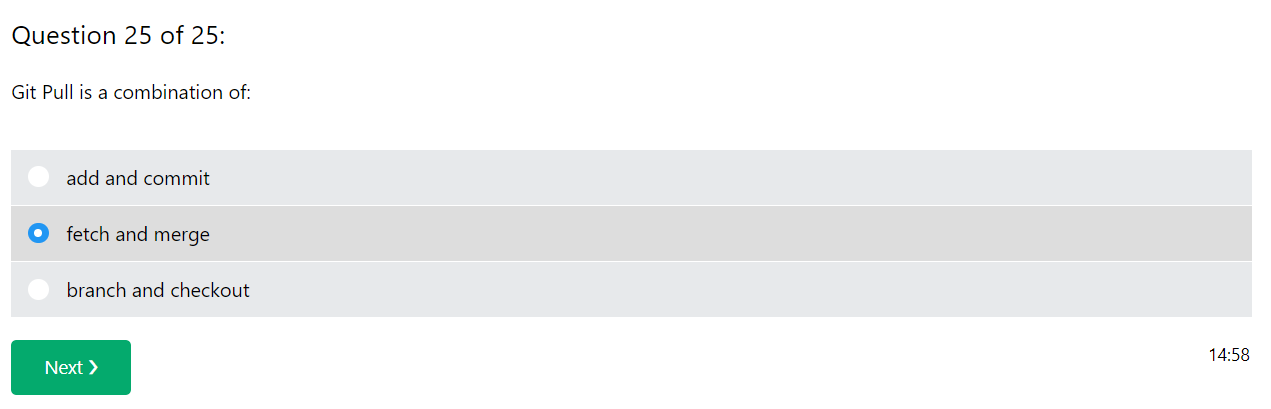 Question 25 of 25:
Git Pull is a combination of:
add and commit
fetch and merge
branch and checkout
Next ❯
14:58